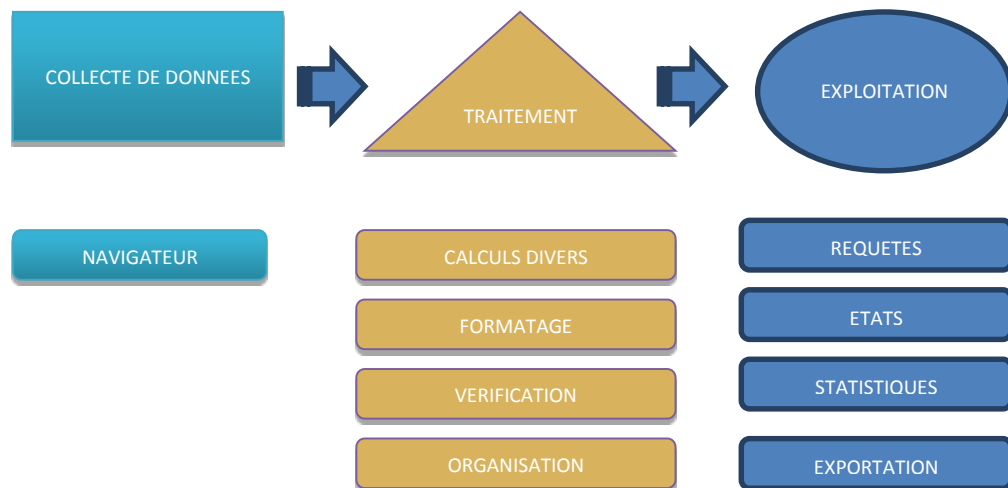 COLLECTE DE DONNEES
TRAITEMENT
EXPLOITATION
NAVIGATEUR
CALCULS DIVERS
FORMATAGE
VERIFICATION
ORGANISATION
REQUETES
ETATS
STATISTIQUES
EXPORTATION